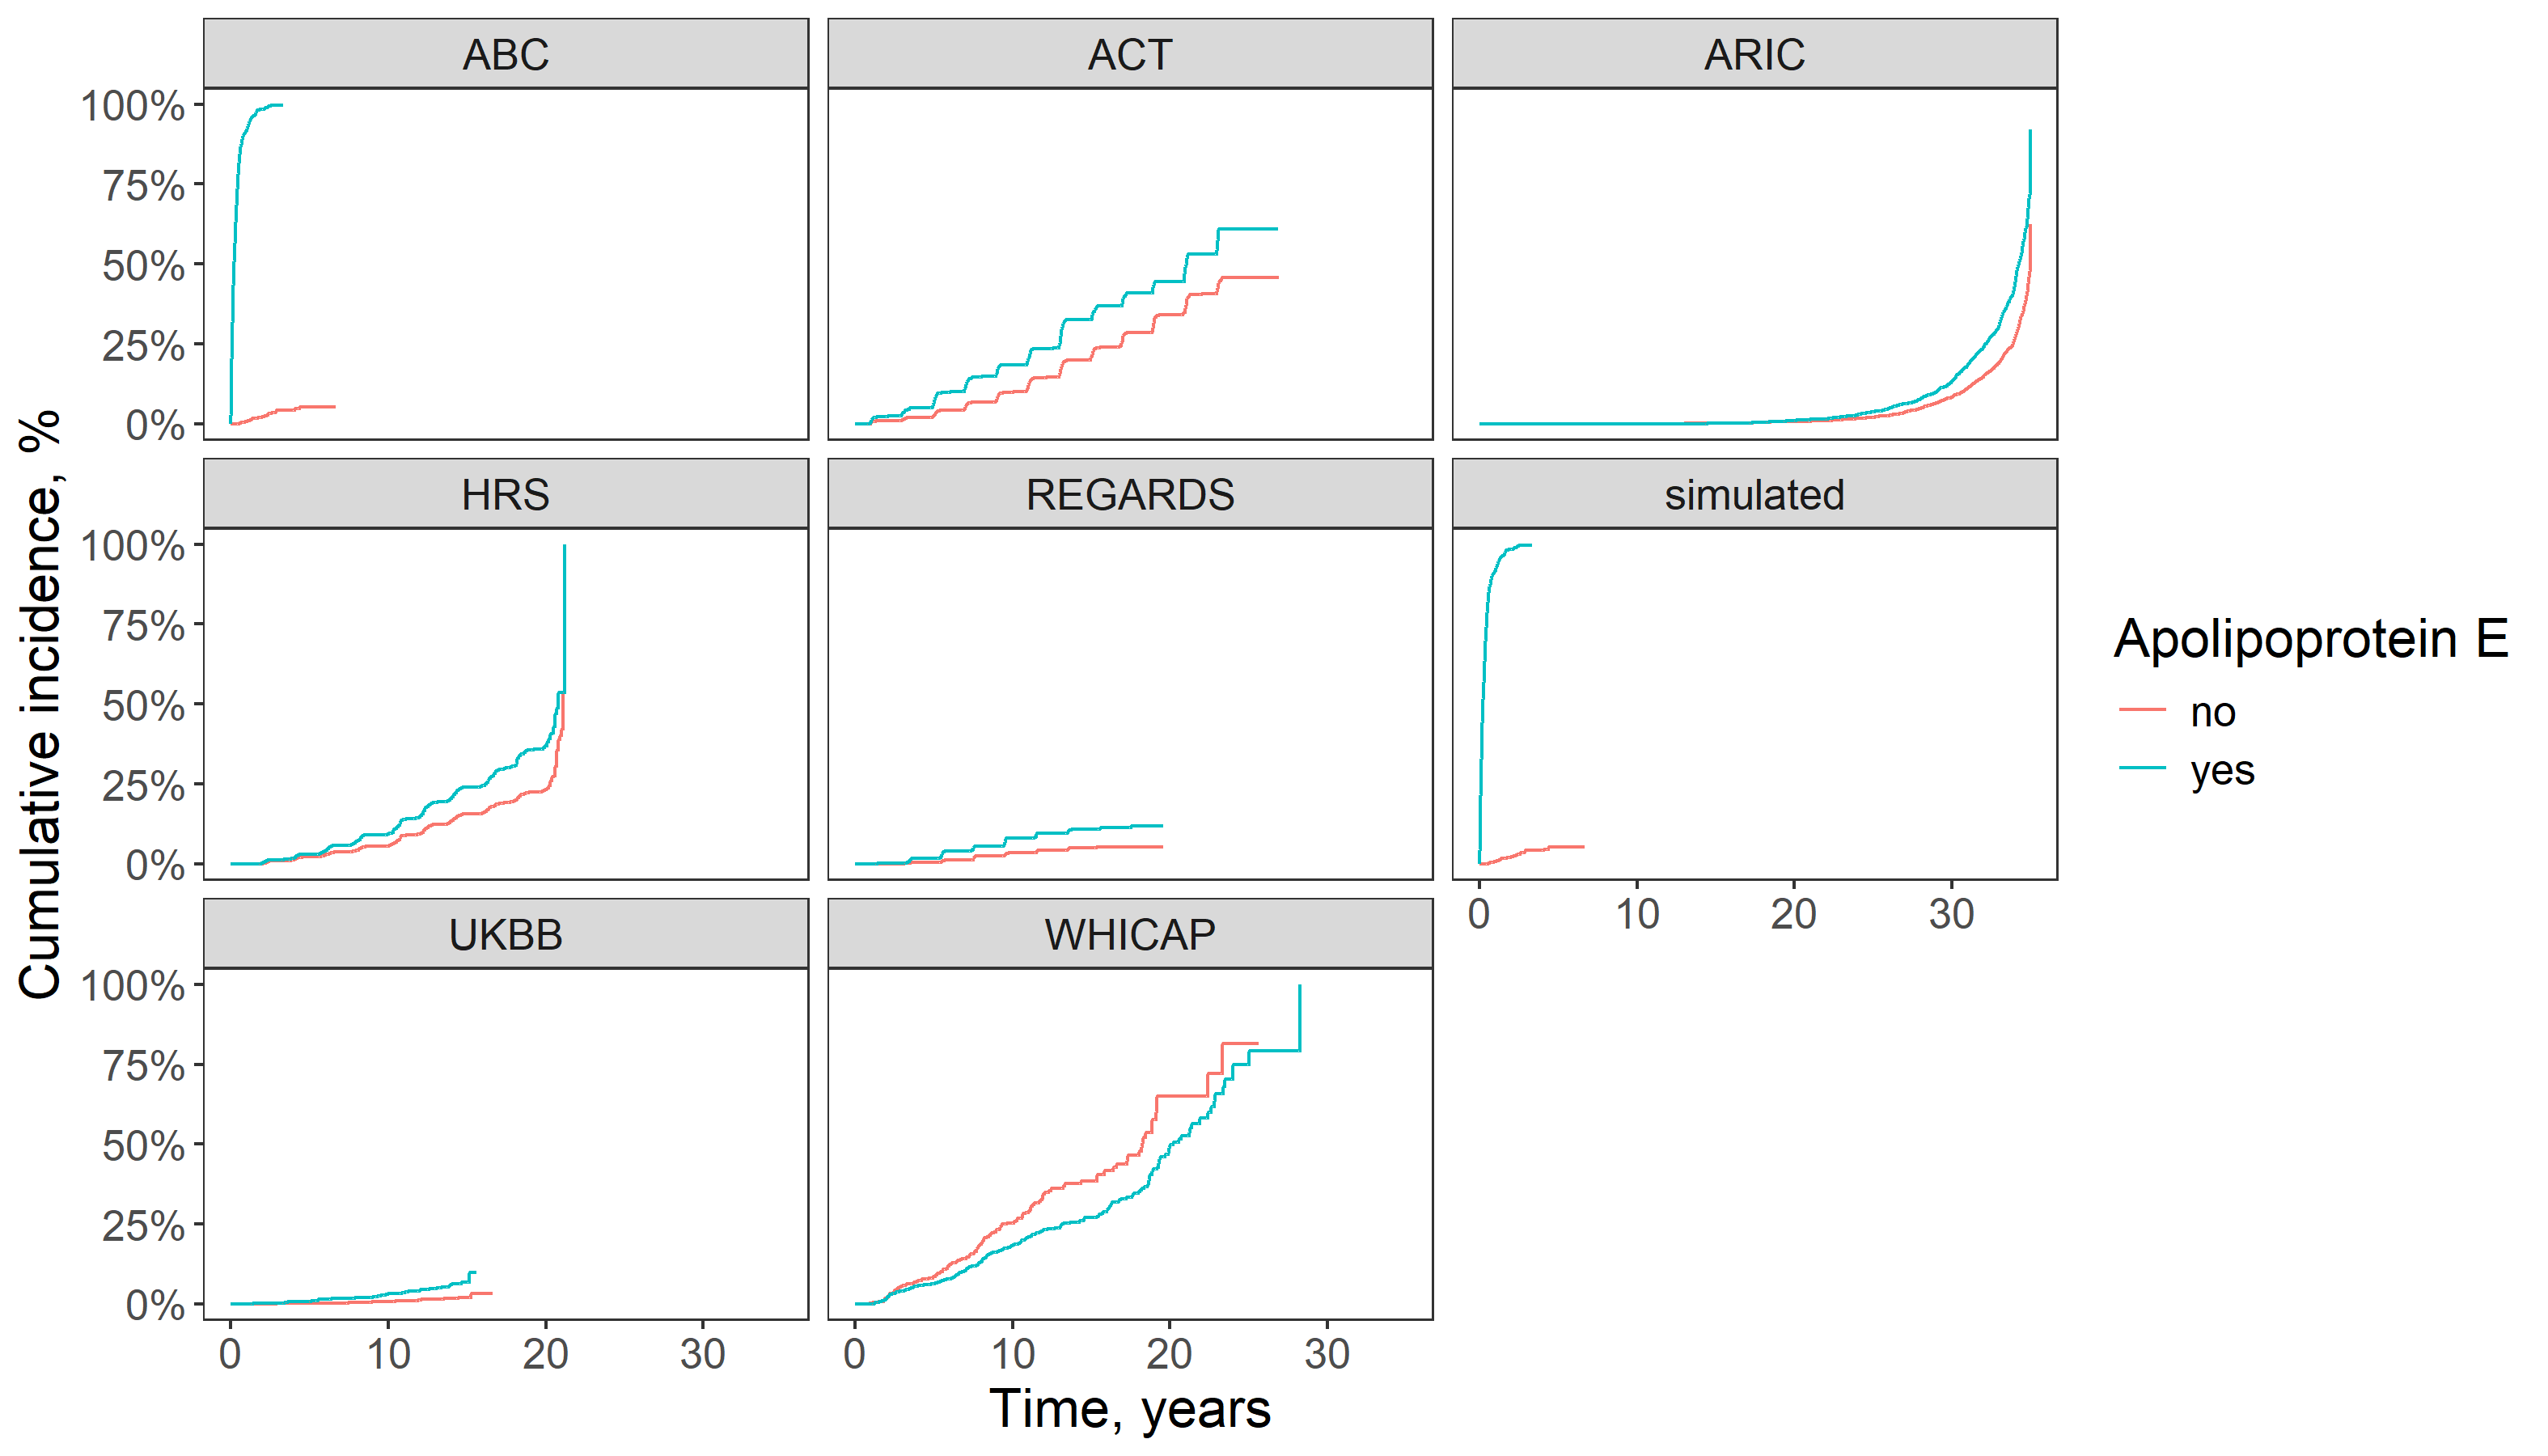 ABC ACT ARIC
100%
75%
50%
25%
0%
HRS REGARDS simulated
100%
75%
50%
25%
0%
0 10 20 30
UKBB WHICAP
100%
75%
50%
25%
0%
0 10 20 30 0 10 20 30
Time, years
Cumulative incidence, %
Apolipoprotein E
no
yes